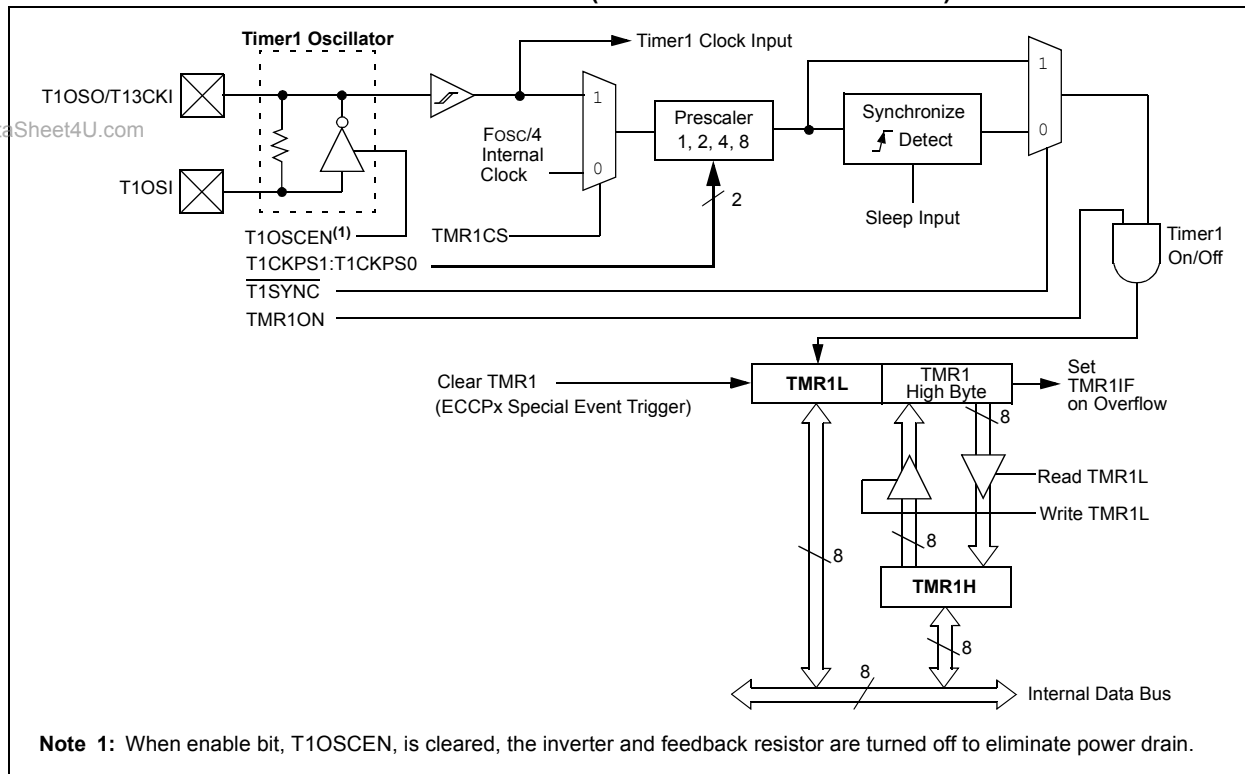 Timer1 Oscillator
Timer1 Clock Input
T1OSO/T13CKI
aSheet4U.com
T1OSI
1
0
FOSC/4
Internal
Clock
Prescaler
1, 2, 4, 8
2
Synchronize
Detect
1
0
Sleep Input
T1OSCEN(1)
TMR1CS
T1CKPS1:T1CKPS0
T1SYNC
TMR1ON
Timer1
On/Off
Clear TMR1
(ECCPx Special Event Trigger)
TMR1L
TMR1
High Byte
Set
TMR1IF
on Overflow
8
Read TMR1L
Write TMR1L
8
8
TMR1H
8
8
Internal Data Bus
Note 1: When enable bit, T1OSCEN, is cleared, the inverter and feedback resistor are turned off to eliminate power drain.